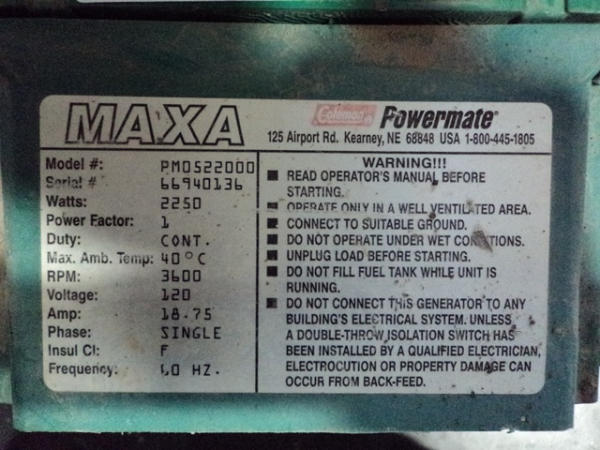 MAXA
Coleman Powermate
125 Airport Rd. Kearney, NE 68848 USA 1-800-445-1805
Model #: PM0522000
Serial # 66940136
Watts: 2250
Power Factor: 1
Duty: CONT.
Max. Amb. Temp: 40°C
RPM: 3600
Voltage: 120
Amp: 18.75
Phase: SINGLE
Insul Cl: F
Frequency: 60 HZ.
WARNING!!!
■ READ OPERATOR'S MANUAL BEFORE
STARTING.
■ OPERATE ONLY IN A WELL VENTILATED AREA.
■ CONNECT TO SUITABLE GROUND.
■ DO NOT OPERATE UNDER WET CONDITIONS.
■ UNPLUG LOAD BEFORE STARTING.
■ DO NOT FILL FUEL TANK WHILE UNIT IS
RUNNING.
■ DO NOT CONNECT THIS GENERATOR TO ANY
BUILDING'S ELECTRICAL SYSTEM. UNLESS
A DOUBLE-THROW ISOLATION SWITCH HAS
BEEN INSTALLED BY A QUALIFIED ELECTRICIAN,
ELECTROCUTION OR PROPERTY DAMAGE CAN
OCCUR FROM BACK-FEED.